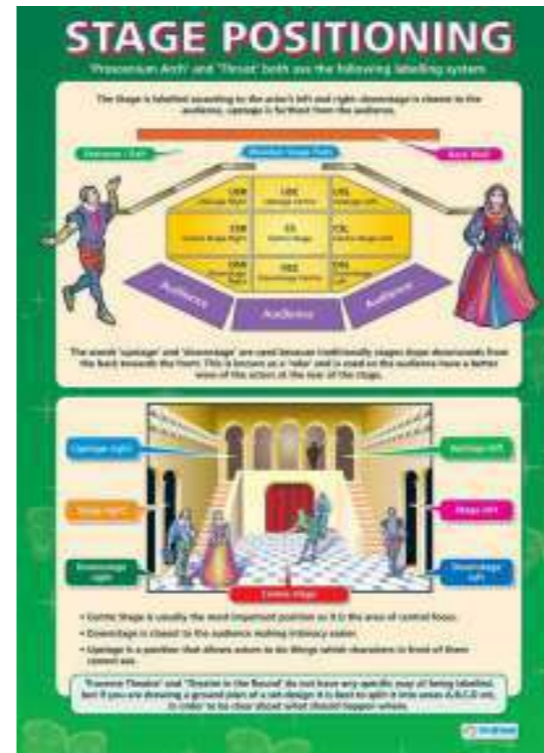 STAGE POSITIONING
'Proscenium Arch' and 'Thrust' both use the following labelling system
The Stage is labelled according to the actor's left and right: downstage is closest to the
audience, upstage is furthest from the audience.
Entrance / Exit
Back Wall
USR
Upstage Right
USC
Upstage Centre
USL
Upstage Left
CSR
Centre Stage Right
CS
Centre Stage
CSL
Centre Stage Left
DSR
Downstage
Right
DSC
Downstage Centre
DSL
Downstage
Left
Audience
Audience
Audience
The words 'upstage' and 'downstage' are used because traditionally stages slope downwards from
the back towards the front. This is known as a 'rake' and is used so the audience have a better
view of the actors at the rear of the stage.
Upstage right
Upstage left
Stage right
Stage left
Downstage
right
Downstage
left
Centre stage
• Centre Stage is usually the most important position as it is the area of central focus.
• Downstage is closest to the audience making intimacy easier.
• Upstage is a position that allows actors to do things which characters in front of them
cannot see.
'Traverse Theatre' and 'Theatre in the Round' do not have any specific way of being labelled,
but if you are drawing a ground plan of a set design it is best to split it into areas A,B,C,D etc,
in order to be clear about what should happen where.